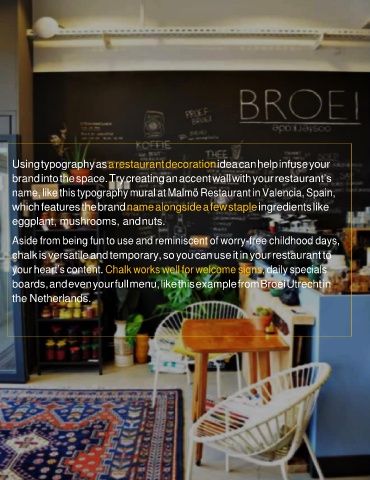 BROEI
PROEF
BROEI
KOFFIE
THEE
Using typography as a restaurant decoration idea can help infuse your
brand into the space. Try creating an accent wall with your restaurant's
name, like this typography mural at Malmö Restaurant in Valencia, Spain,
which features the brand name alongside a few staple ingredients like
eggplant, mushrooms, and nuts.
Aside from being fun to use and reminiscent of worry-free childhood days,
chalk is versatile and temporary, so you can use it in your restaurant to
your heart's content. Chalk works well for welcome signs, daily specials
boards, and even your full menu, like this example from Broei Utrecht in
the Netherlands.